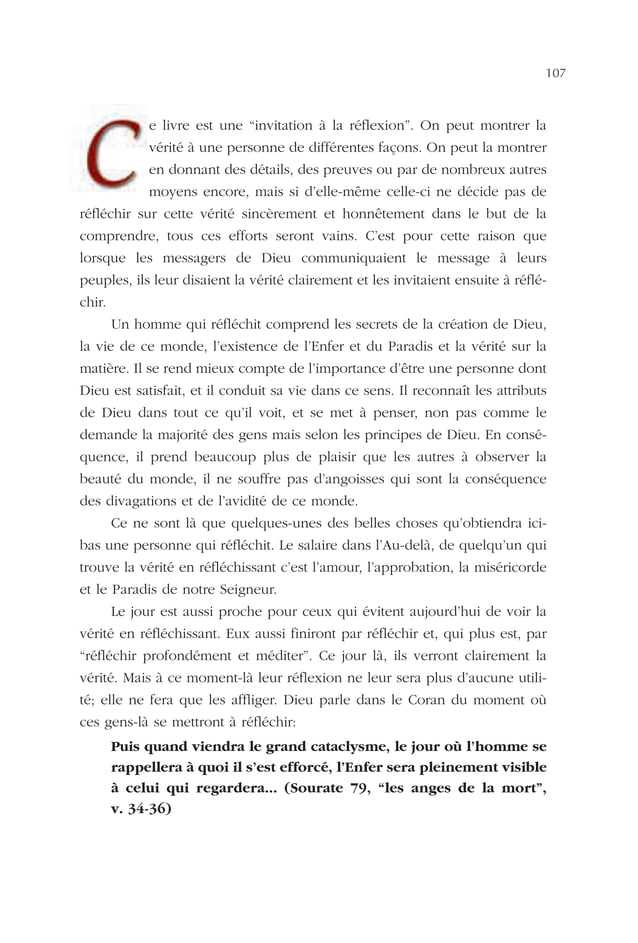 107
Ce livre est une “invitation à la réflexion”. On peut montrer la
vérité à une personne de différentes façons. On peut la montrer
en donnant des détails, des preuves ou par de nombreux autres
moyens encore, mais si d’elle-même celle-ci ne décide pas de
réfléchir sur cette vérité sincèrement et honnêtement dans le but de la
comprendre, tous ces efforts seront vains. C’est pour cette raison que
lorsque les messagers de Dieu communiquaient le message à leurs
peuples, ils leur disaient la vérité clairement et les invitaient ensuite à réflé-
chir.
Un homme qui réfléchit comprend les secrets de la création de Dieu,
la vie de ce monde, l’existence de l’Enfer et du Paradis et la vérité sur la
matière. Il se rend mieux compte de l’importance d’être une personne dont
Dieu est satisfait, et il conduit sa vie dans ce sens. Il reconnaît les attributs
de Dieu dans tout ce qu’il voit, et se met à penser, non pas comme le
demande la majorité des gens mais selon les principes de Dieu. En consé-
quence, il prend beaucoup plus de plaisir que les autres à observer la
beauté du monde, il ne souffre pas d’angoisses qui sont la conséquence
des divagations et de l’avidité de ce monde.
Ce ne sont là que quelques-unes des belles choses qu’obtiendra ici-
bas une personne qui réfléchit. Le salaire dans l’Au-delà, de quelqu’un qui
trouve la vérité en réfléchissant c’est l’amour, l’approbation, la miséricorde
et le Paradis de notre Seigneur.
Le jour est aussi proche pour ceux qui évitent aujourd’hui de voir la
vérité en réfléchissant. Eux aussi finiront par réfléchir et, qui plus est, par
“réfléchir profondément et méditer”. Ce jour là, ils verront clairement la
vérité. Mais à ce moment-là leur réflexion ne leur sera plus d’aucune utili-
té; elle ne fera que les affliger. Dieu parle dans le Coran du moment où
ces gens-là se mettront à réfléchir:
Puis quand viendra le grand cataclysme, le jour où l’homme se
rappellera à quoi il s’est efforcé, l’Enfer sera pleinement visible
à celui qui regardera... (Sourate 79, “les anges de la mort”,
v. 34-36)